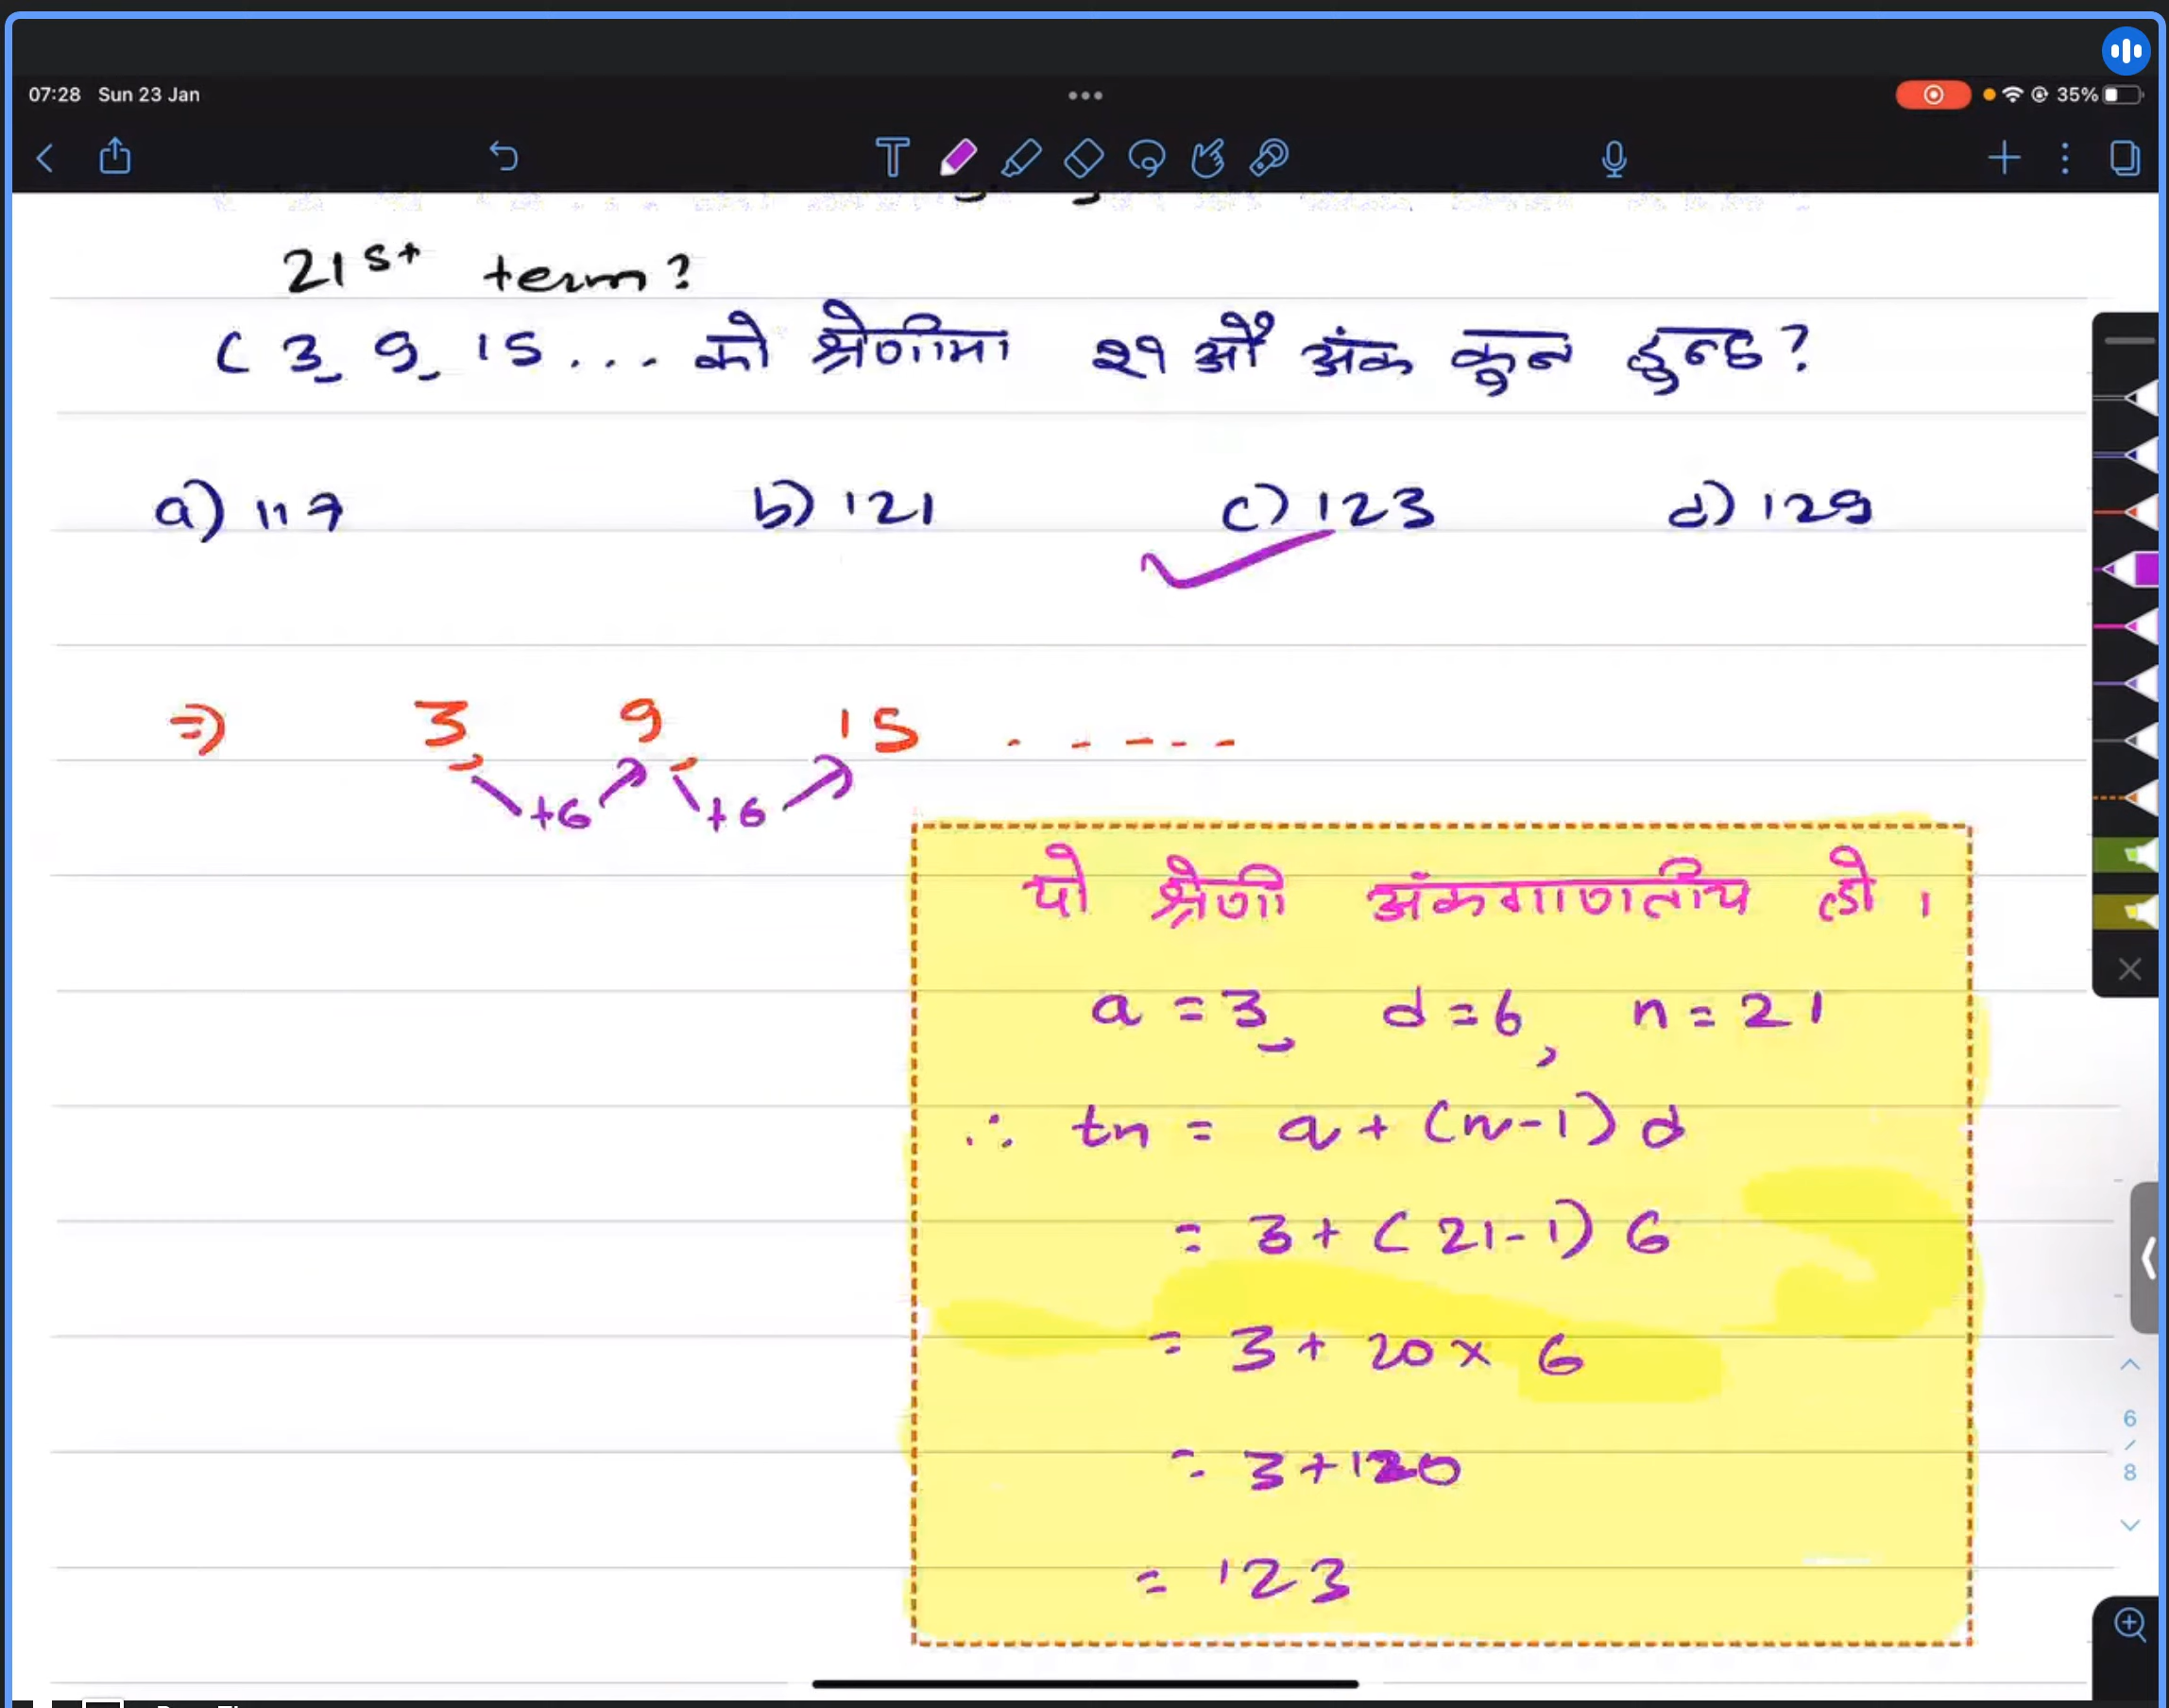 07:28 Sun 23 Jan
35%
21st term?
( 3, 9, 15 .... को श्रेणीमा २१ औं अंक कुन हुन्छ?
a) 117 b) 121 c) 123 d) 129
⇒ 3, 9, 15 -----
+6 +6
यो श्रेणी अंकगाणतीय हो ।
a = 3, d = 6, n = 21
∴ tn = a + (n-1) d
= 3 + ( 21-1) 6
= 3 + 20 x 6
= 3 + 120
= 123
6
/
8